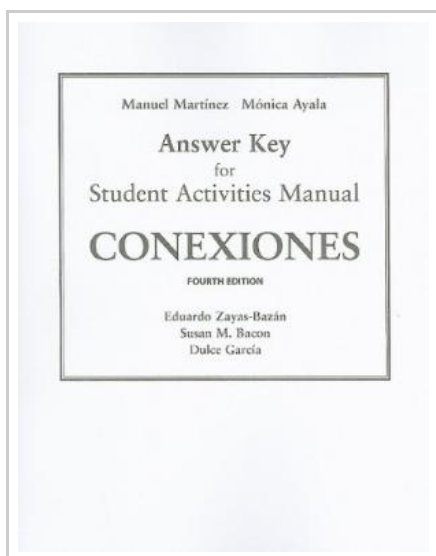 Manuel Martínez Mónica Ayala
Answer Key
for
Student Activities Manual
CONEXIONES
FOURTH EDITION
Eduardo Zayas-Bazán
Susan M. Bacon
Dulce García